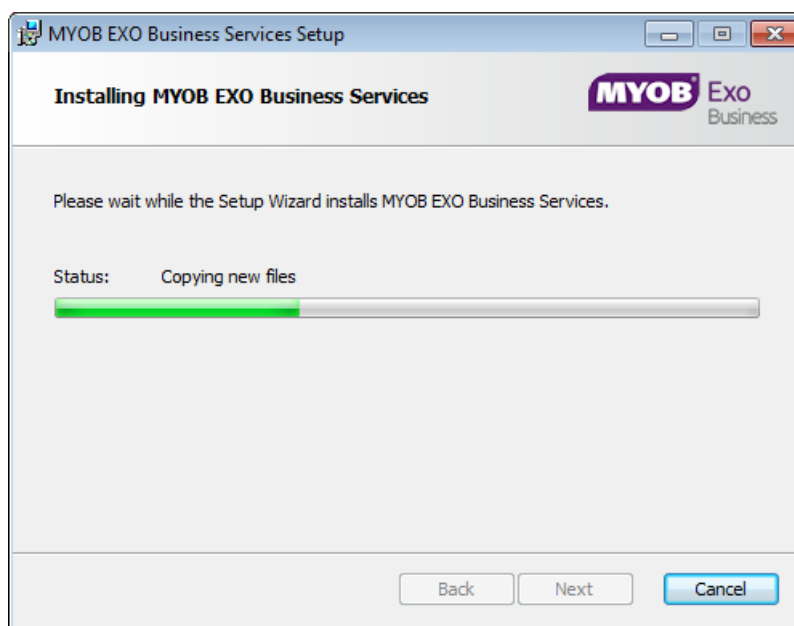 MYOB EXO Business Services Setup
Installing MYOB EXO Business Services
MYOB Exo
Business
Please wait while the Setup Wizard installs MYOB EXO Business Services.
Status: Copying new files
Back Next Cancel